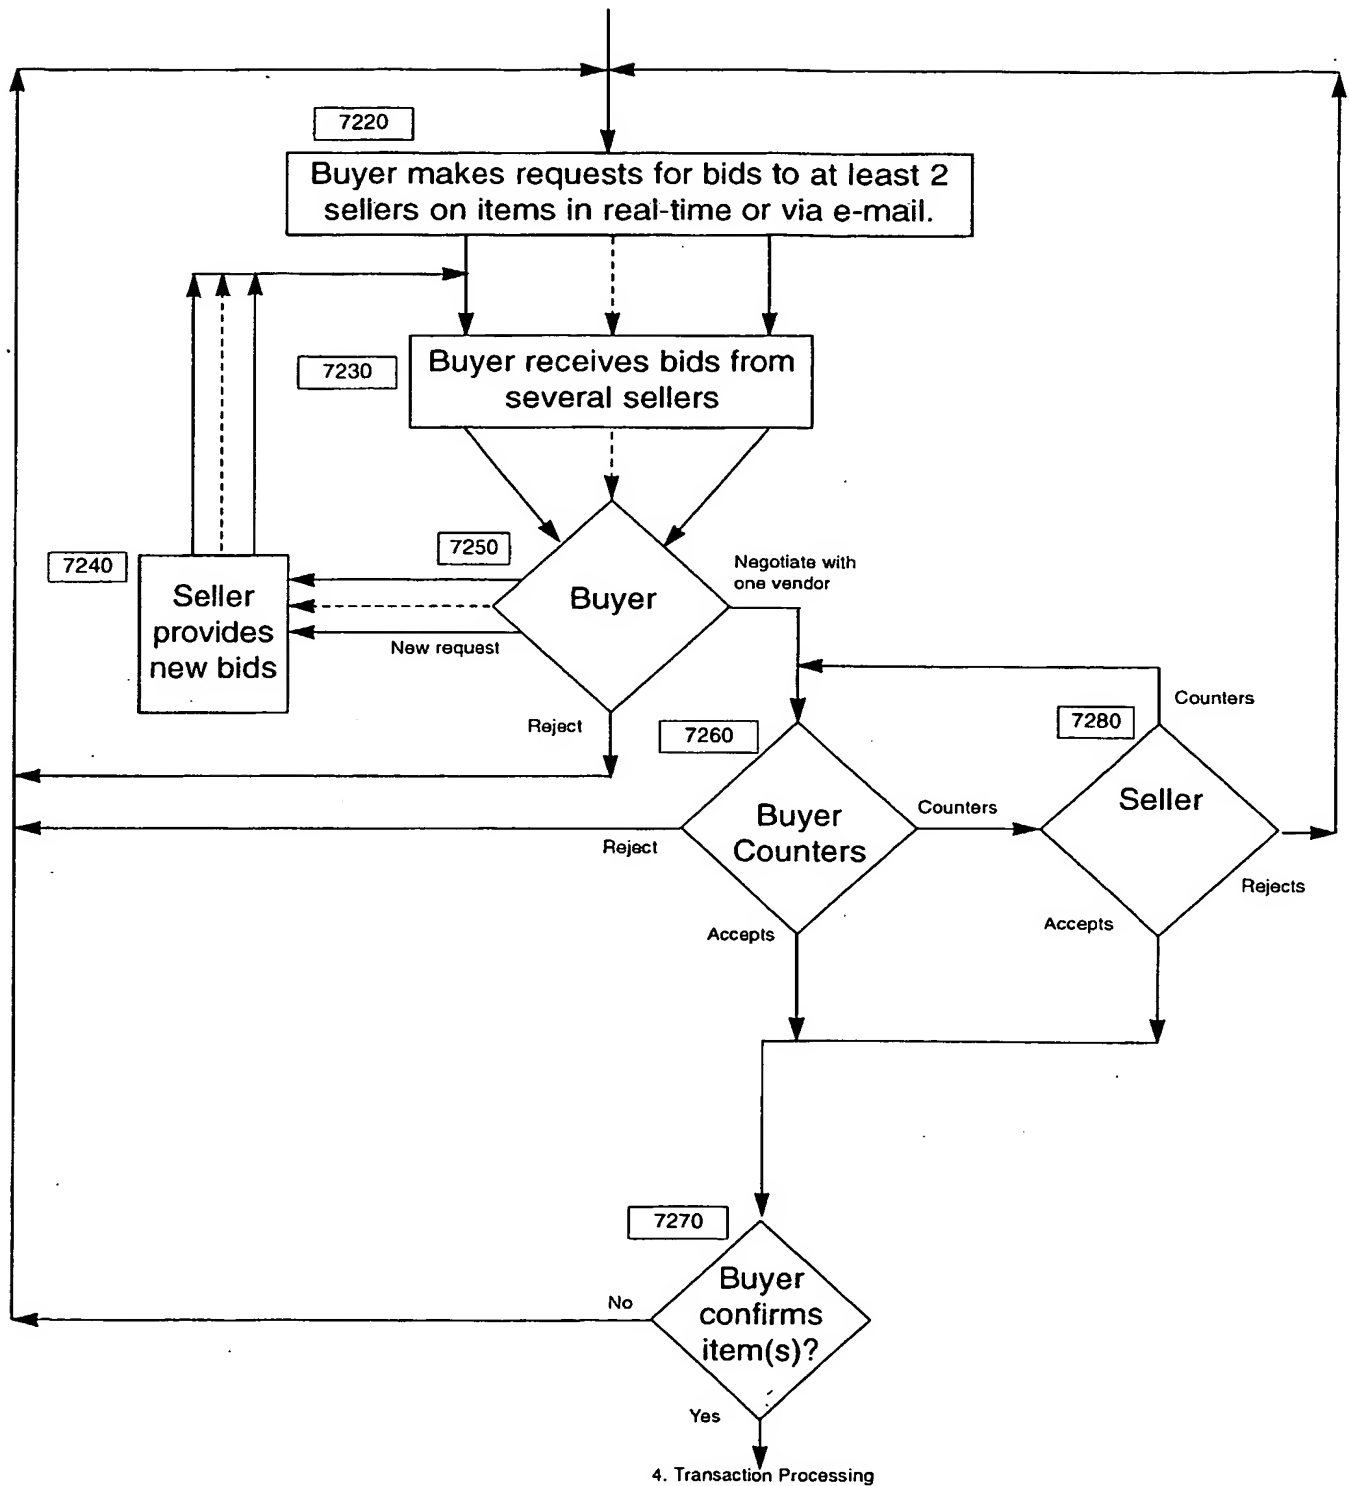 7220
Buyer makes requests for bids to at least 2
sellers on items in real-time or via e-mail.
7230
Buyer receives bids from
several sellers
7240
Seller
provides
new bids
7250
Buyer
Negotiate with
one vendor
New request
Reject
7260
Buyer
Counters
Counters
Reject
Accepts
7280
Seller
Counters
Rejects
Accepts
7270
Buyer
confirms
item(s)?
No
Yes
4. Transaction Processing